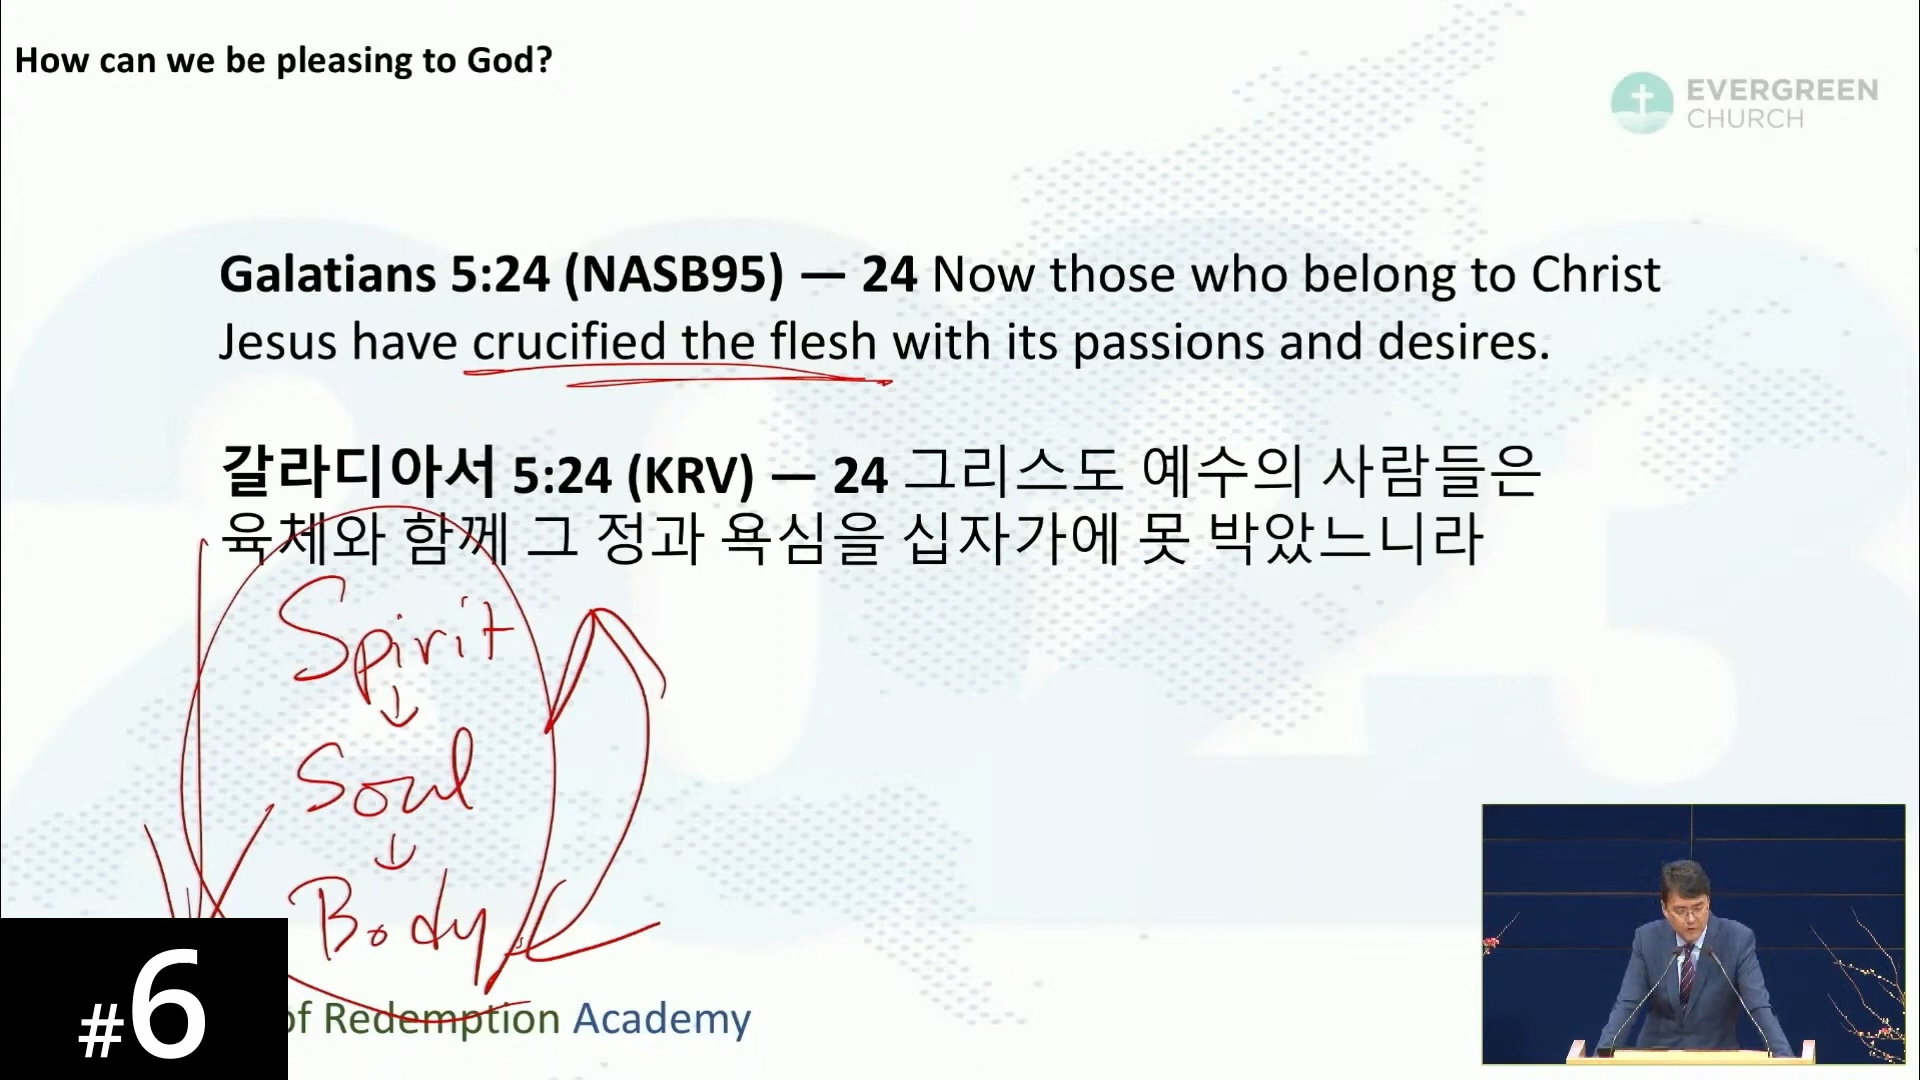 How can we be pleasing to God?
EVERGREEN
CHURCH
Galatians 5:24 (NASB95) — 24 Now those who belong to Christ
Jesus have crucified the flesh with its passions and desires.
갈라디아서 5:24 (KRV) — 24 그리스도 예수의 사람들은
육체와 함께 그 정과 욕심을 십자가에 못 박았느니라
Spirit
Soul
Body
#6
of Redemption Academy